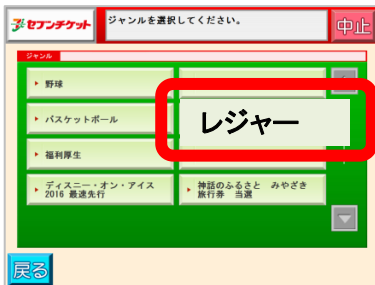 セブンチケット
ジャンルを選択してください。
中止
ジャンル
野球
バスケットボール
レジャー
福利厚生
ディズニー・オン・アイス
2016 最速先行
神話のふるさと みやざき
旅行券 当選
戻る